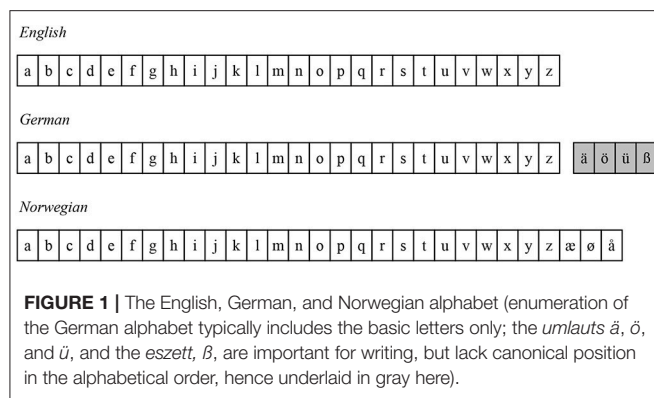 English
a b c d e f g h i j k l m n o p q r s t u v w x y z
German
a b c d e f g h i j k l m n o p q r s t u v w x y z ä ö ü ß
Norwegian
a b c d e f g h i j k l m n o p q r s t u v w x y z æ ø å
FIGURE 1 | The English, German, and Norwegian alphabet (enumeration of
the German alphabet typically includes the basic letters only; the umlauts ä, ö,
and ü, and the eszett, ß, are important for writing, but lack canonical position
in the alphabetical order, hence underlaid in gray here).